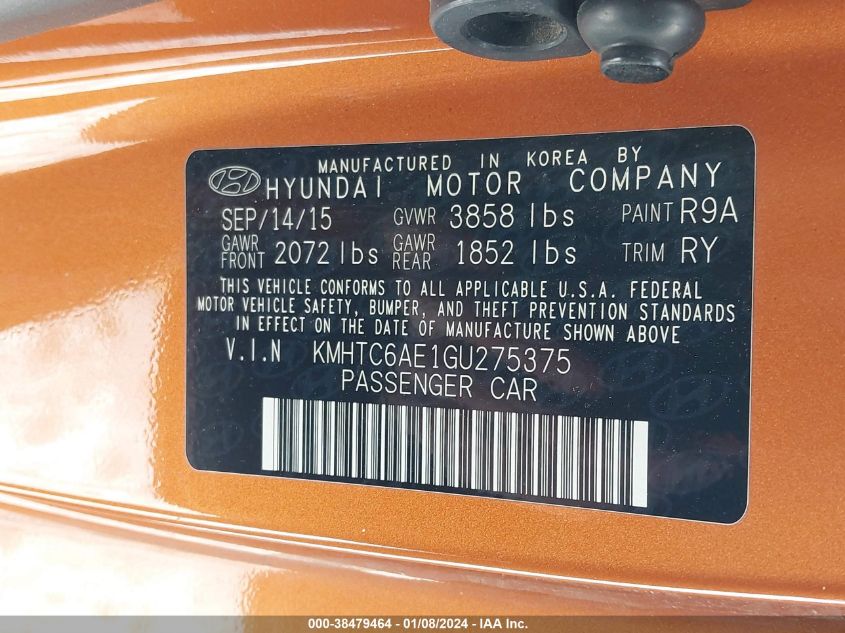 MANUFACTURED IN KOREA BY
HYUNDAI MOTOR COMPANY
SEP/14/15 GVWR 3858 lbs PAINT R9A
GAWR FRONT 2072 lbs GAWR REAR 1852 lbs TRIM RY
THIS VEHICLE CONFORMS TO ALL APPLICABLE U.S.A. FEDERAL
MOTOR VEHICLE SAFETY, BUMPER, AND THEFT PREVENTION STANDARDS
IN EFFECT ON THE DATE OF MANUFACTURE SHOWN ABOVE
V.I.N KMHTC6AE1GU275375
PASSENGER CAR
000-38479464 - 01/08/2024 - IAA Inc.